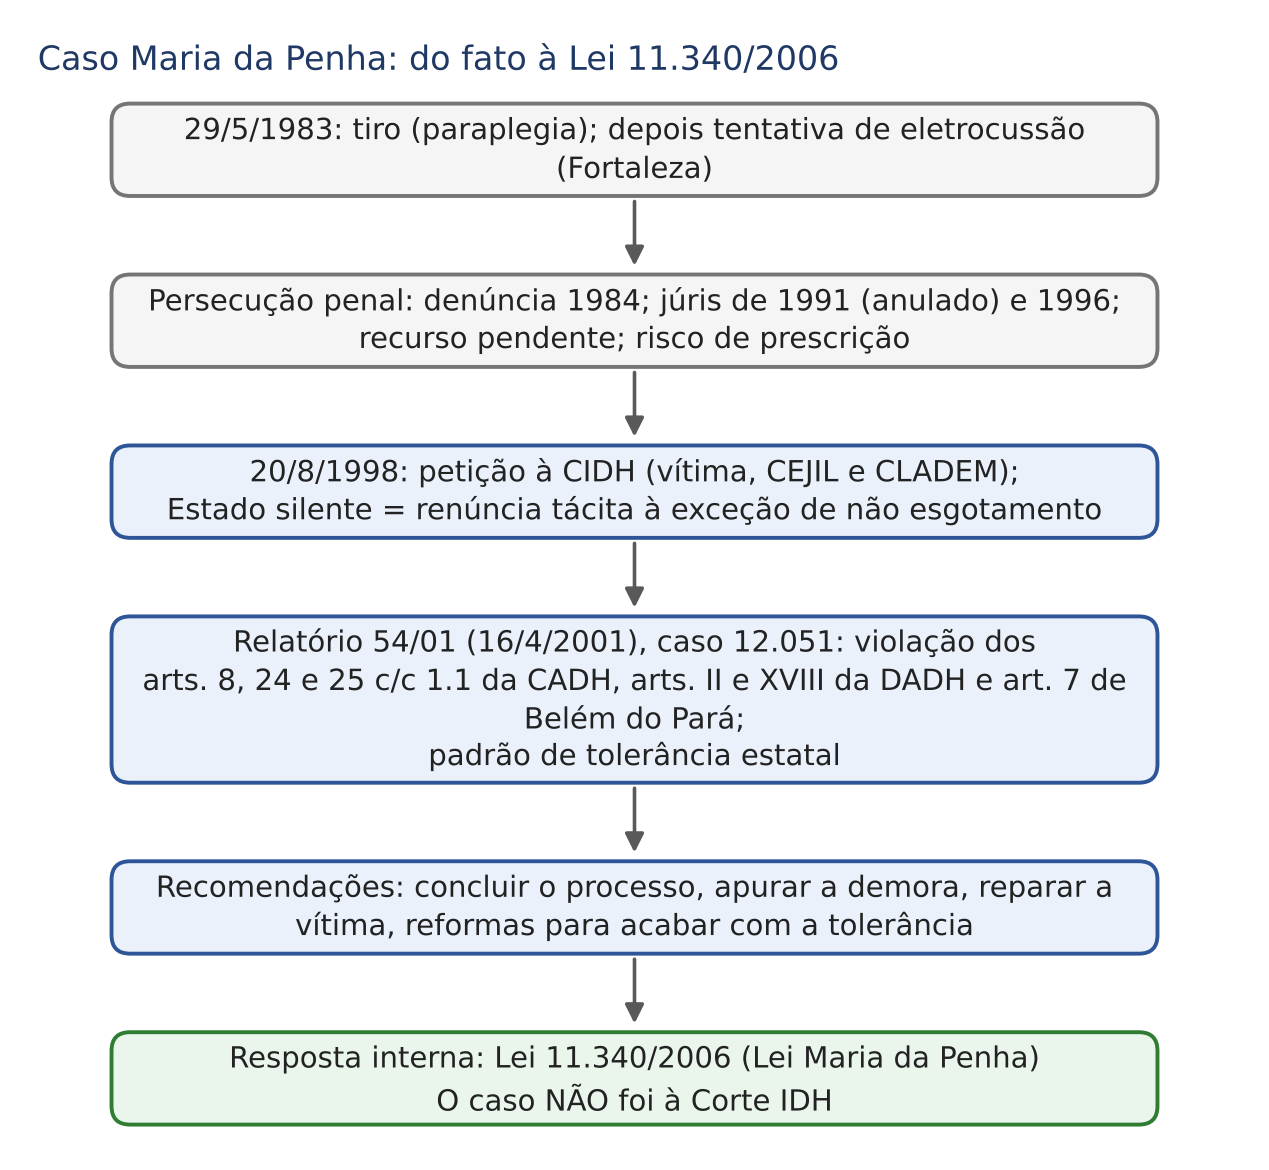 Caso Maria da Penha: do fato à Lei 11.340/2006
29/5/1983: tiro (paraplegia); depois tentativa de eletrocussão
(Fortaleza)
Persecução penal: denúncia 1984; júris de 1991 (anulado) e 1996;
recurso pendente; risco de prescrição
20/8/1998: petição à CIDH (vítima, CEJIL e CLADEM);
Estado silente = renúncia tácita à exceção de não esgotamento
Relatório 54/01 (16/4/2001), caso 12.051: violação dos
arts. 8, 24 e 25 c/c 1.1 da CADH, arts. II e XVIII da DADH e art. 7 de
Belém do Pará;
padrão de tolerância estatal
Recomendações: concluir o processo, apurar a demora, reparar a
vítima, reformas para acabar com a tolerância
Resposta interna: Lei 11.340/2006 (Lei Maria da Penha)
O caso NÃO foi à Corte IDH